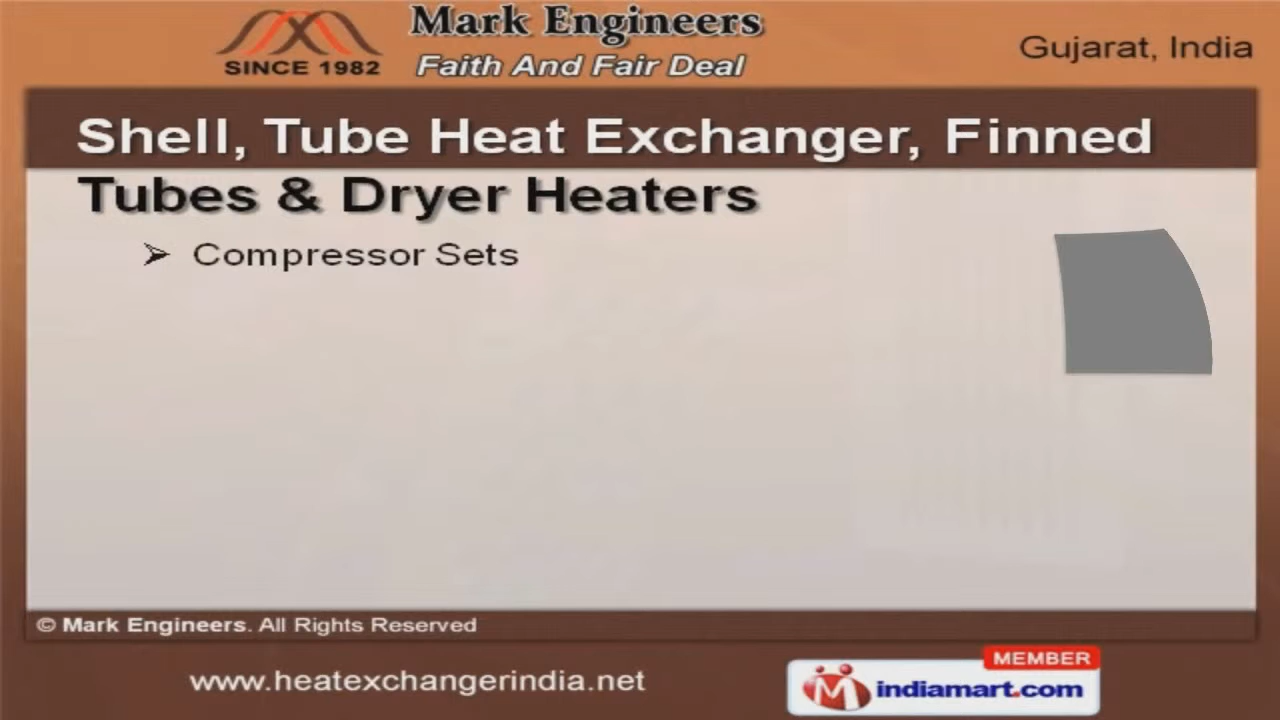 Mark Engineers
SINCE 1982
Faith And Fair Deal
Gujarat, India
Shell, Tube Heat Exchanger, Finned
Tubes & Dryer Heaters
➢ Compressor Sets
© Mark Engineers. All Rights Reserved
www.heatexchangerindia.net
MEMBER
indiamart.com